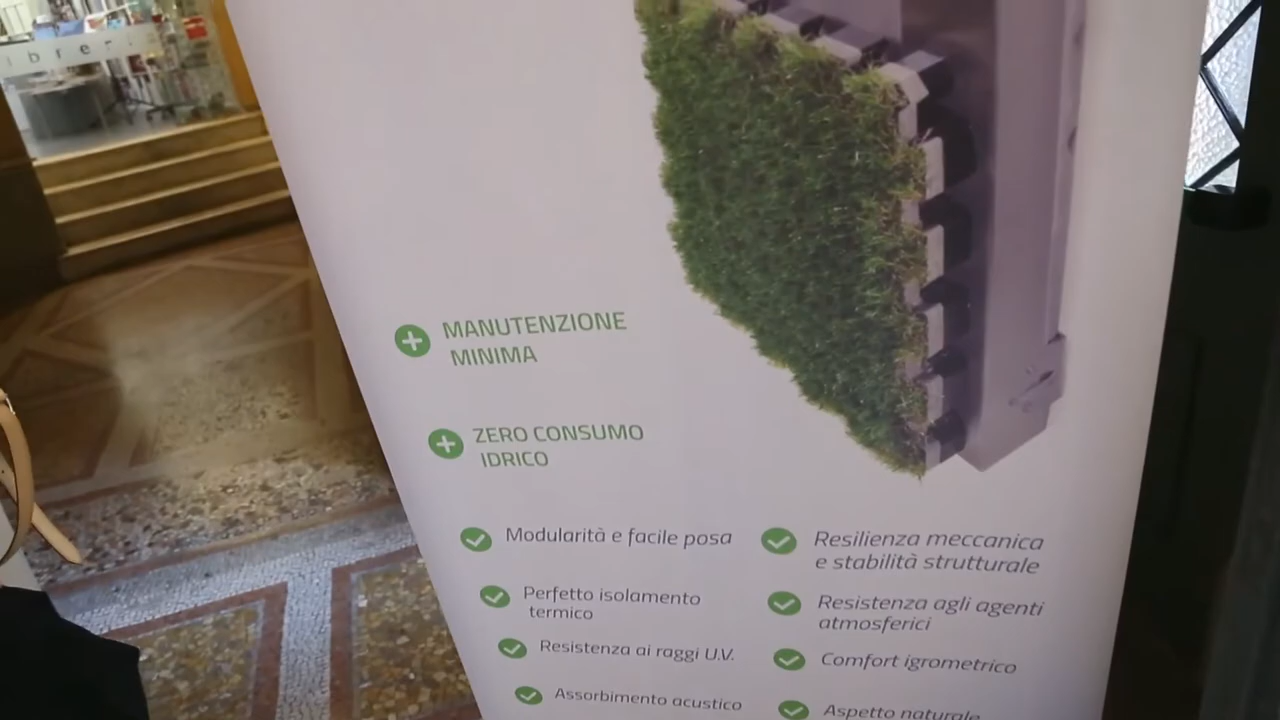 MANUTENZIONE
MINIMA
ZERO CONSUMO
IDRICO
Modularità e facile posa
Perfetto isolamento
termico
Resistenza ai raggi U.V.
Assorbimento acustico
Resilienza meccanica
e stabilità strutturale
Resistenza agli agenti
atmosferici
Comfort igrometrico
Aspetto naturale